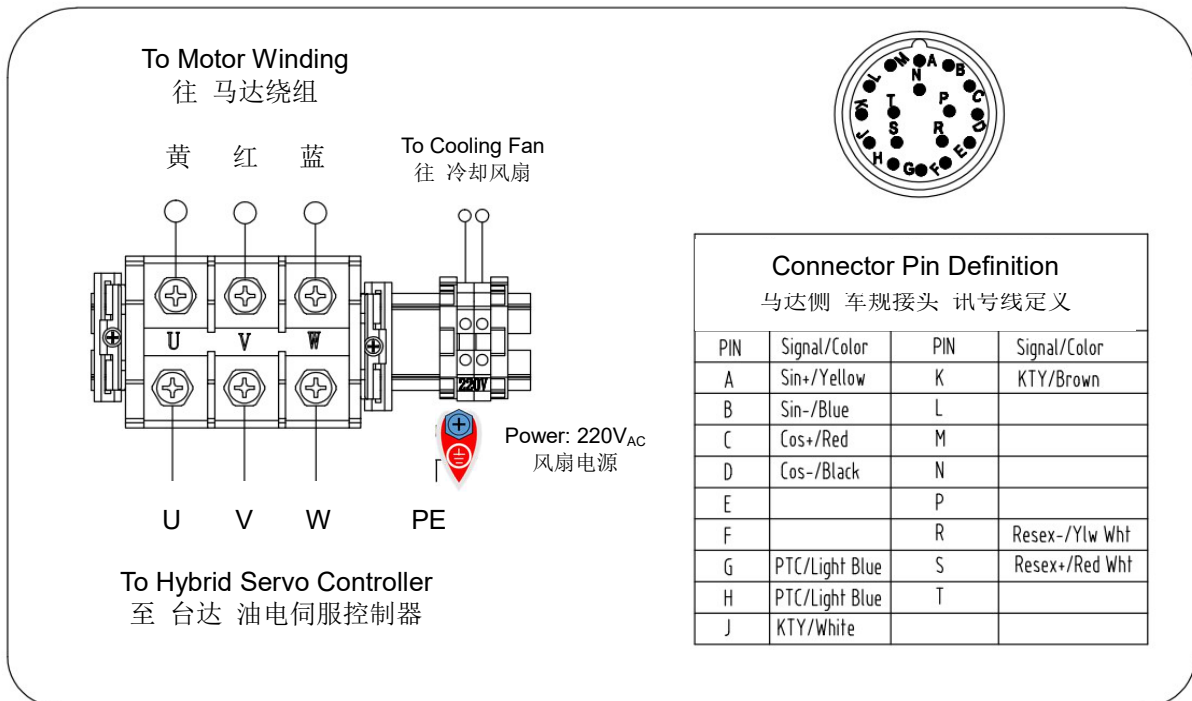 To Motor Winding
往 马达绕组
黄 红 蓝
To Cooling Fan
往 冷却风扇
U V W
220V
Power: 220VAC
风扇电源
U V W PE
To Hybrid Servo Controller
至 台达 油电伺服控制器
M A B
L N C
K T P D
J S R E
H G F
Connector Pin Definition
马达侧 车规接头 讯号线定义
PIN Signal/Color PIN Signal/Color
A Sin+/Yellow K KTY/Brown
B Sin-/Blue L
C Cos+/Red M
D Cos-/Black N
E P
F R Resex-/Ylw Wht
G PTC/Light Blue S Resex+/Red Wht
H PTC/Light Blue T
J KTY/White